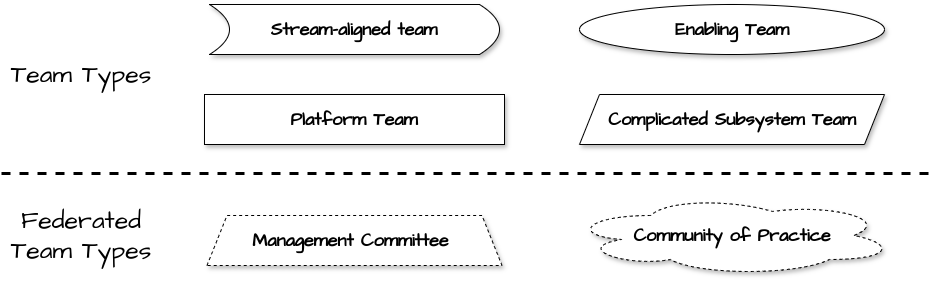 Stream-aligned team
Enabling Team
Team Types
Platform Team
Complicated Subsystem Team
Federated
Team Types
Management Committee
Community of Practice